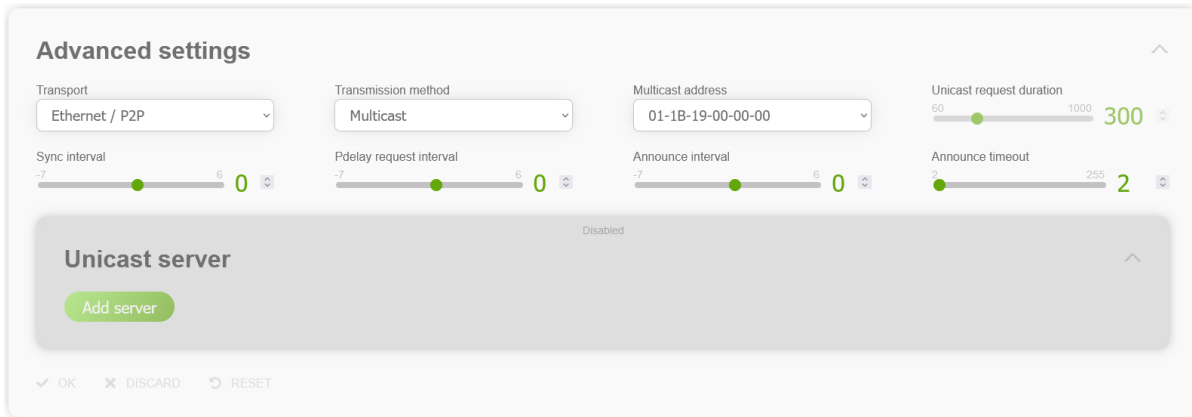 Advanced settings
Transport
Ethernet / P2P
Transmission method
Multicast
Multicast address
01-1B-19-00-00-00
Unicast request duration
60 1000 300
Sync interval
-7 6 0
Pdelay request interval
-7 6 0
Announce interval
-7 6 0
Announce timeout
2 255 2
Disabled
Unicast server
Add server
OK DISCARD RESET